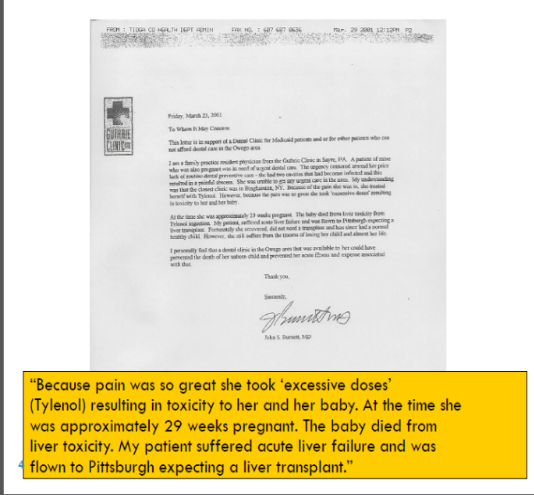 FROM : TIOGA CO HEALTH DEPT ADMIN FAX NO. : 607 687 0636 Mar. 29 2001 12:12PM P2
GUTHRIE
CLINIC
Friday, March 23, 2001
To Whom It May Concern
This letter is in support of a Dental Clinic for Medicaid patients and or for other patients who can
not afford dental care in the Owego area
I am a family practice resident physician from the Guthrie Clinic in Sayre, PA. A patient of mine
who was also pregnant was in need of urgent dental care. The urgency centered around her prior
lack of routine dental preventive care - she had two cavities that had become infected and this
resulted in a painful abscess. She was unable to get any urgent care in the area. My understanding
was that the closest clinic was in Binghamton, NY. Because of the pain she was in, she treated
herself with Tylenol. However, because the pain was so great she took 'excessive doses' resulting
in toxicity to her and her baby.
At the time she was approximately 29 weeks pregnant. The baby died from liver toxicity from
Tylenol ingestion. My patient, suffered acute liver failure and was flown to Pittsburgh expecting a
liver transplant. Fortunately she recovered, did not need a transplant and has since had a normal
healthy child. However, she still suffers from the trauma of losing her child and almost her life.
I personally feel that a dental clinic in the Owego area that was available to her could have
prevented the death of her unborn child and prevented her acute illness and expense associated
with that.
Thank you,
Sincerely,
John S. MD
“Because pain was so great she took ‘excessive doses’
(Tylenol) resulting in toxicity to her and her baby. At the time she
was approximately 29 weeks pregnant. The baby died from
liver toxicity. My patient suffered acute liver failure and was
4 flown to Pittsburgh expecting a liver transplant.”